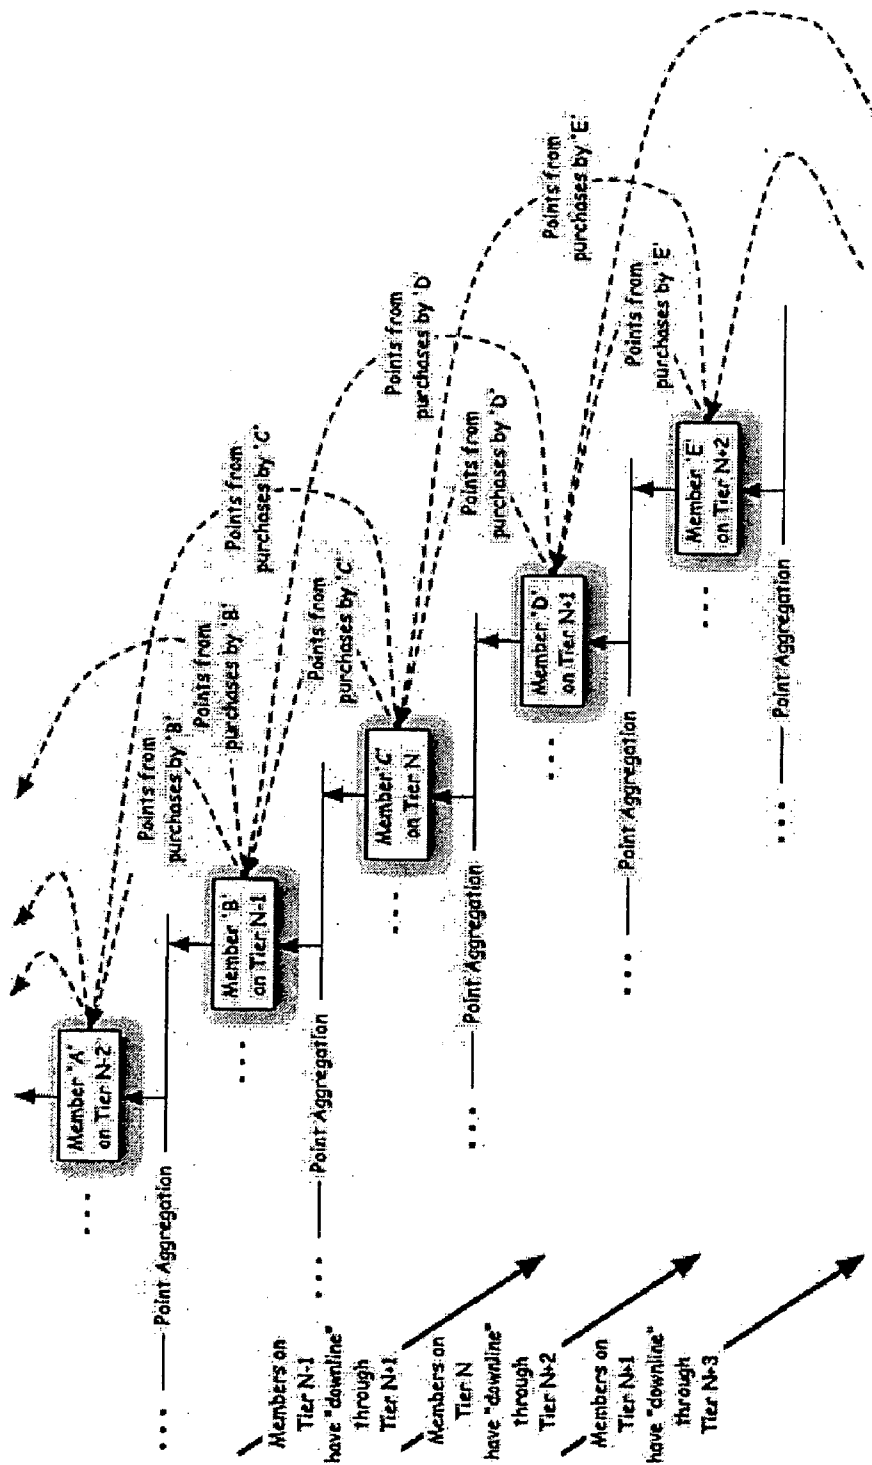 Member "A"
on Tier N-2
Point Aggregation
Points from
purchases by 'B'
Points from
purchases by 'B'
Member 'B'
on Tier N-1
Point Aggregation
Points from
purchases by 'C'
Points from
purchases by 'C'
Member 'C'
on Tier N
Point Aggregation
Points from
purchases by 'D'
Points from
purchases by 'D'
Member 'D'
on Tier N+1
Point Aggregation
Points from
purchases by 'E'
Points from
purchases by 'E'
Member 'E'
on Tier N+2
Point Aggregation
Members on
Tier N-1
have "downline"
through
Tier N+1
Members on
Tier N
have "downline"
through
Tier N+2
Members on
Tier N+1
have "downline"
through
Tier N+3